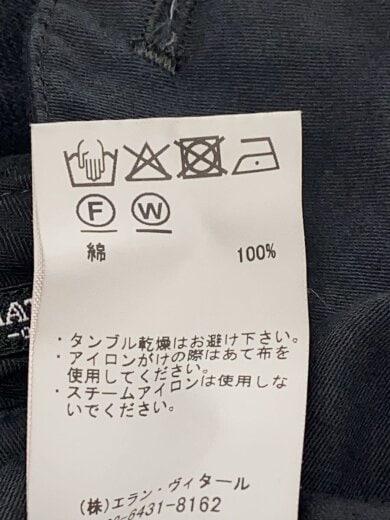 F W
綿 100%
・タンブル乾燥はお避け下さい。
・アイロンがけの際はあて布を
使用してください。
・スチームアイロンは使用しな
いでください。
(株)エラン・ヴィタール
6431-8162